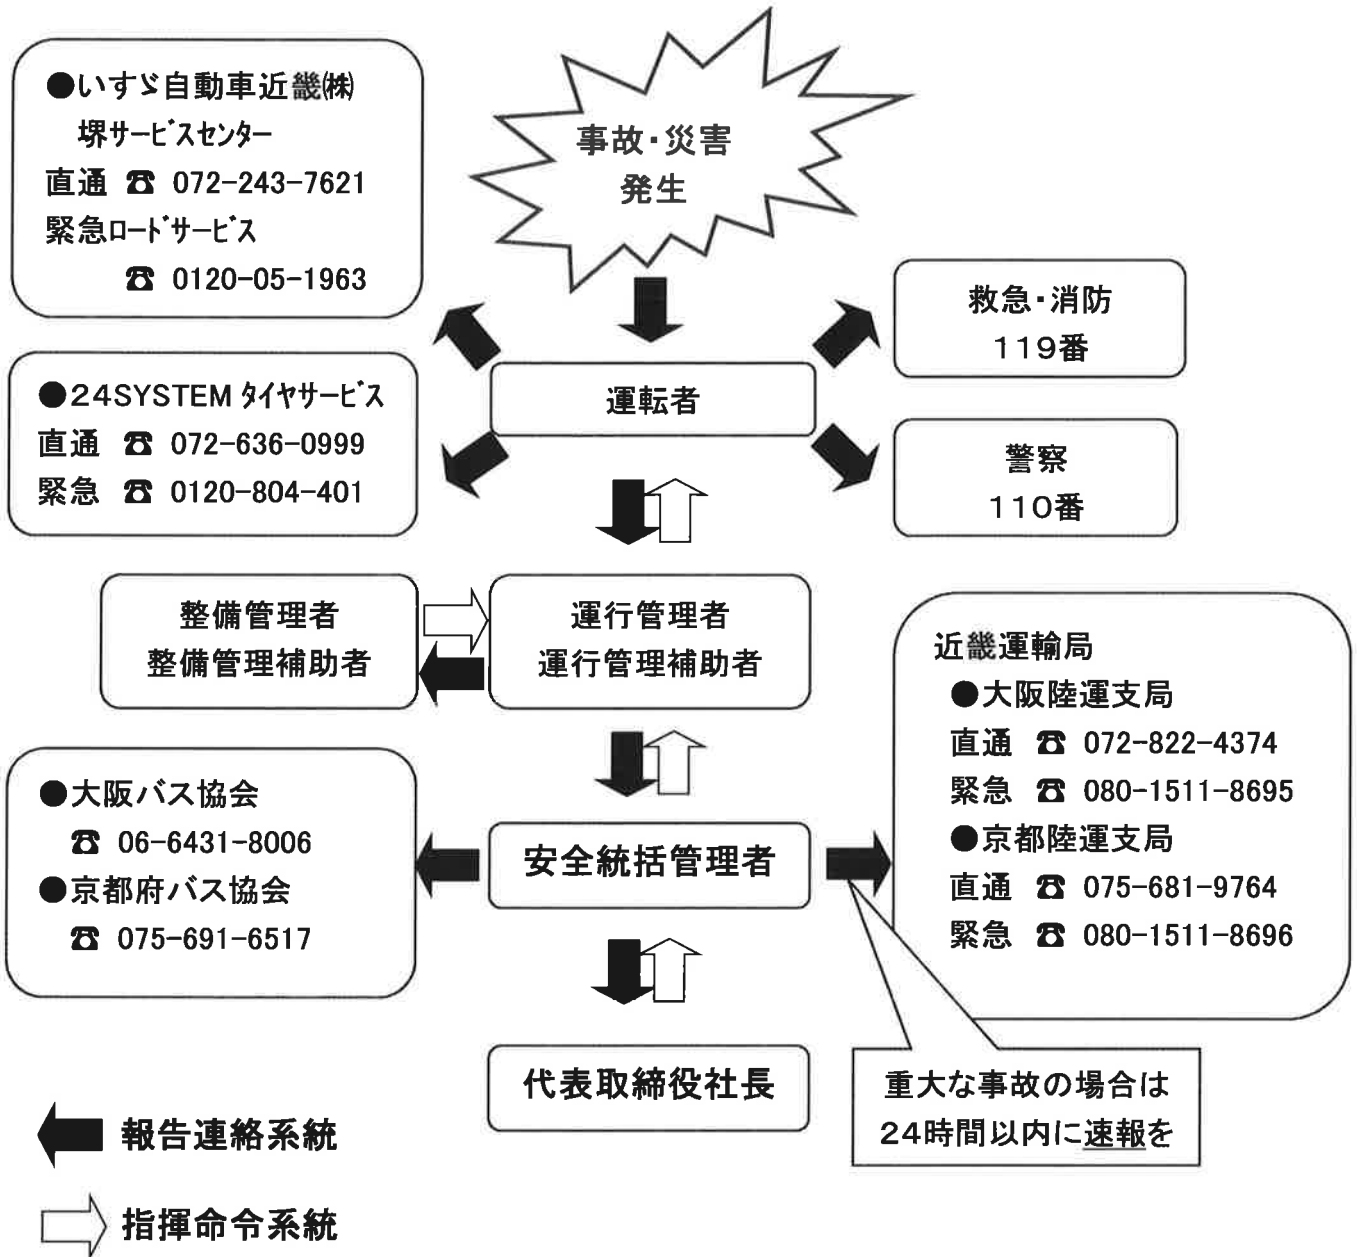 ●いすゞ自動車近畿㈱
堺サービスセンター
直通 ☎ 072-243-7621
緊急ロードサービス
☎ 0120-05-1963
事故・災害
発生
救急・消防
119番
●24SYSTEM タイヤサービス
直通 ☎ 072-636-0999
緊急 ☎ 0120-804-401
運転者
警察
110番
整備管理者
整備管理補助者
運行管理者
運行管理補助者
近畿運輸局
●大阪陸運支局
直通 ☎ 072-822-4374
緊急 ☎ 080-1511-8695
●京都陸運支局
直通 ☎ 075-681-9764
緊急 ☎ 080-1511-8696
●大阪バス協会
☎ 06-6431-8006
●京都府バス協会
☎ 075-691-6517
安全統括管理者
代表取締役社長
重大な事故の場合は
24時間以内に速報を
報告連絡系統
指揮命令系統